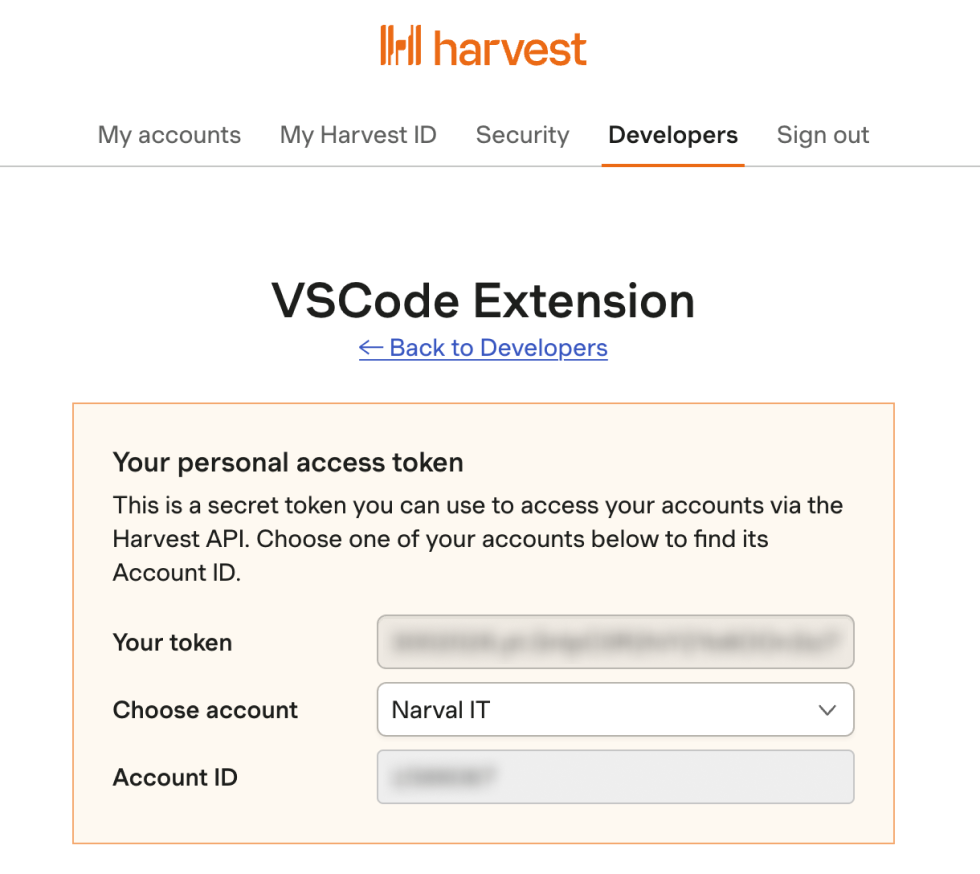 harvest
My accounts My Harvest ID Security Developers Sign out
VSCode Extension
← Back to Developers
Your personal access token
This is a secret token you can use to access your accounts via the
Harvest API. Choose one of your accounts below to find its
Account ID.
Your token
Choose account Narval IT
Account ID